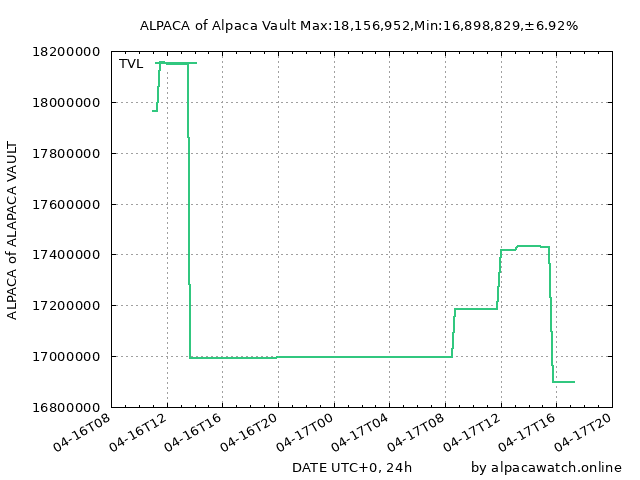 ALPACA of Alpaca Vault Max:18,156,952,Min:16,898,829,±6.92%
18200000
TVL
18000000
17800000
17600000
17400000
17200000
17000000
16800000
ALPACA of ALAPACA VAULT
04-16T08
04-16T12
04-16T16
04-16T20
04-17T00
04-17T04
04-17T08
04-17T12
04-17T16
04-17T20
DATE UTC+0, 24h
by alpacawatch.online